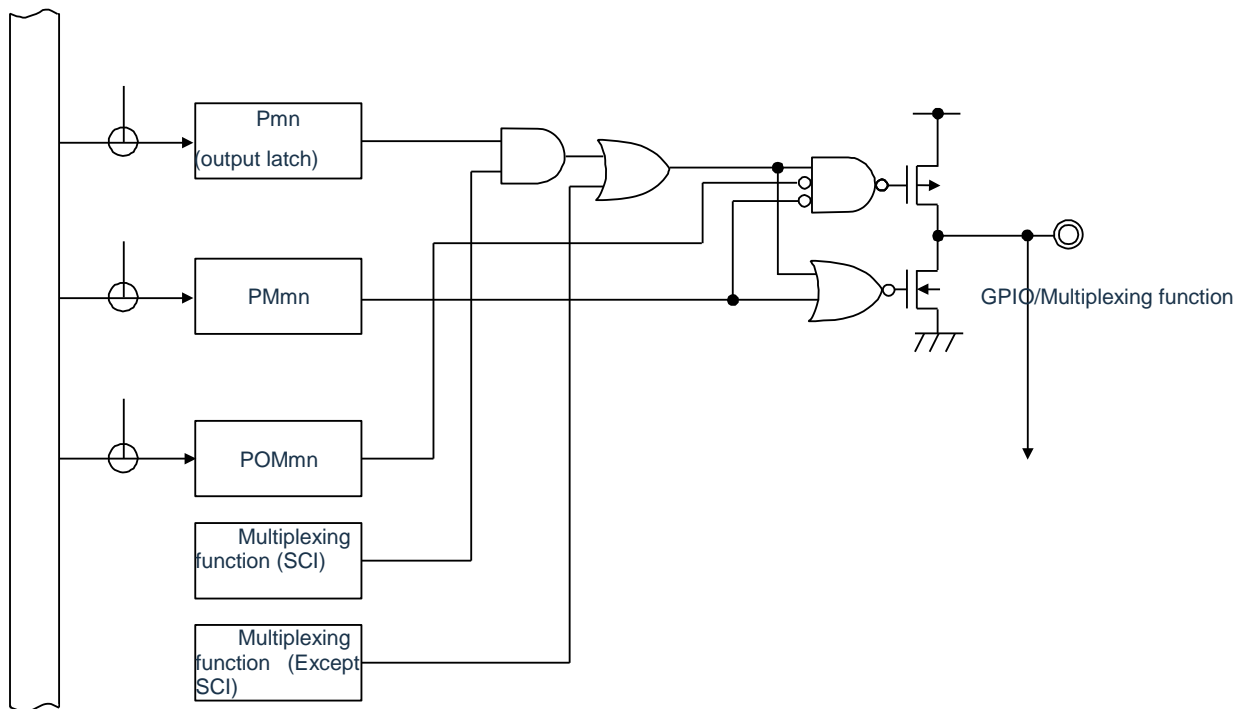 Pmn
(output latch)
PMmn
GPIO/Multiplexing function
POMmn
Multiplexing
function (SCI)
Multiplexing
function (Except
SCI)